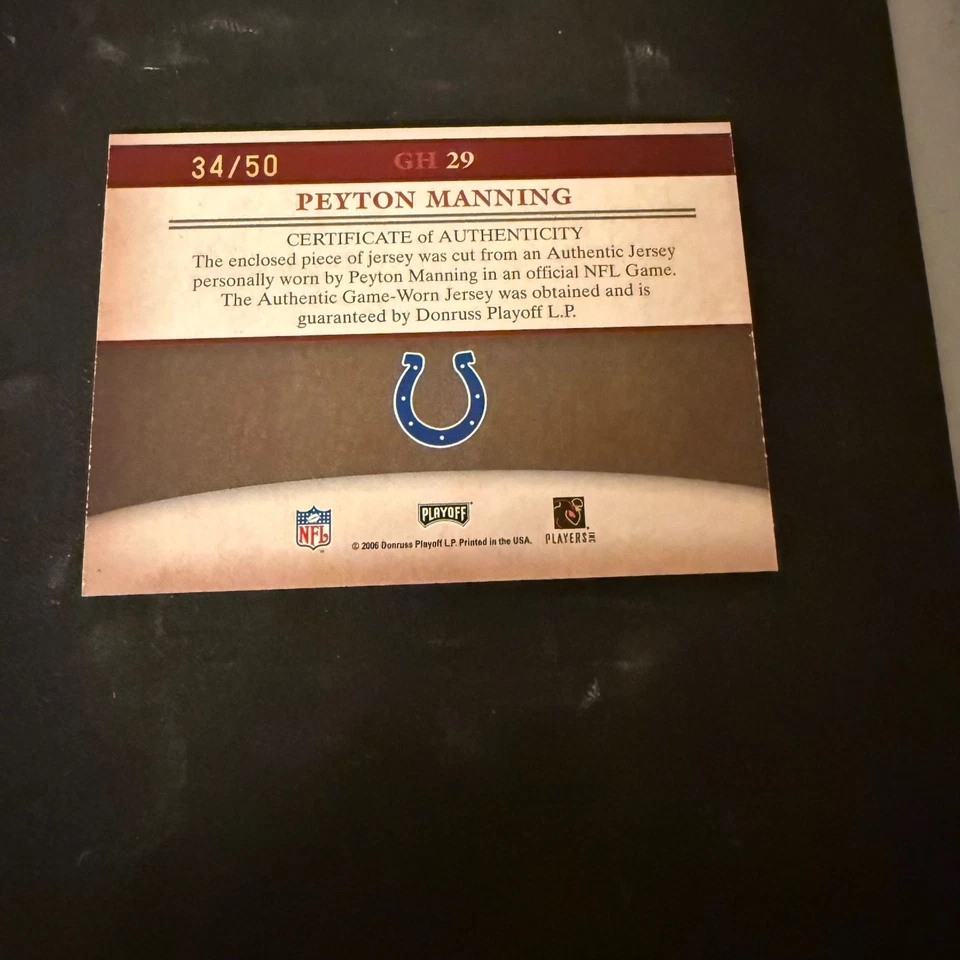 34/50 GH 29
PEYTON MANNING
CERTIFICATE of AUTHENTICITY
The enclosed piece of jersey was cut from an Authentic Jersey
personally worn by Peyton Manning in an official NFL Game.
The Authentic Game-Worn Jersey was obtained and is
guaranteed by Donruss Playoff L.P.
NFL
PLAYOFF
PLAYERS INC
© 2006 Donruss Playoff L.P. Printed in the USA.